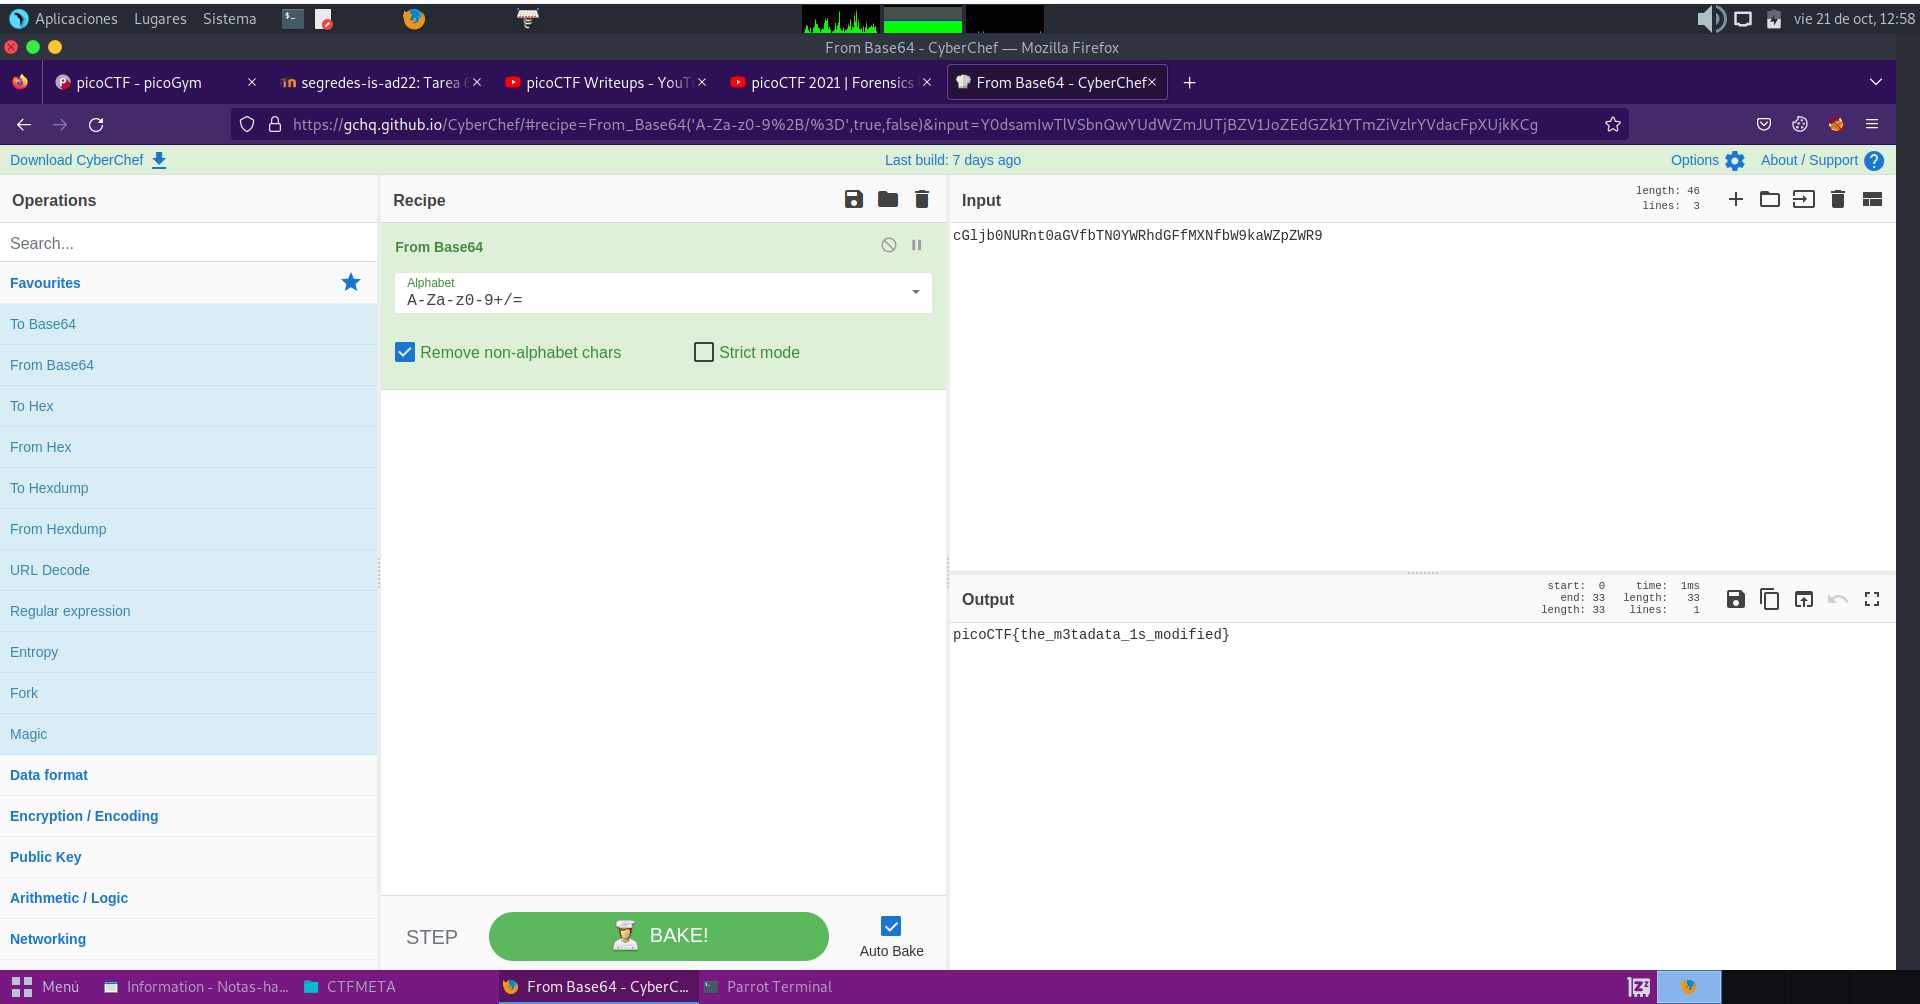 Aplicaciones Lugares Sistema
vie 21 de oct, 12:58
From Base64 - CyberChef — Mozilla Firefox
picoCTF - picoGym
segredes-is-ad22: Tarea
picoCTF Writeups - YouT
picoCTF 2021 | Forensics
From Base64 - CyberChef
https://gchq.github.io/CyberChef/#recipe=From_Base64('A-Za-z0-9%2B/%3D',true,false)&input=Y0dsamIwTlVSbnQwYUdWZmJUTjBZV1JoZEdGZk1YTmZiVzlrYVdacFpXUjkKCg
Download CyberChef
Last build: 7 days ago
Options
About / Support
Operations
Search...
Favourites
To Base64
From Base64
To Hex
From Hex
To Hexdump
From Hexdump
URL Decode
Regular expression
Entropy
Fork
Magic
Data format
Encryption / Encoding
Public Key
Arithmetic / Logic
Networking
Recipe
From Base64
Alphabet
A-Za-z0-9+/=
Remove non-alphabet chars
Strict mode
STEP
BAKE!
Auto Bake
Input
length: 46
lines: 3
cGljb0NURnt0aGVfbTN0YWRhdGFfMXNfbW9kaWZpZWR9
Output
start: 0 time: 1ms
end: 33 length: 33
length: 33 lines: 1
picoCTF{the_m3tadata_1s_modified}
Menú
Information - Notas-ha...
CTFMETA
From Base64 - CyberC...
Parrot Terminal